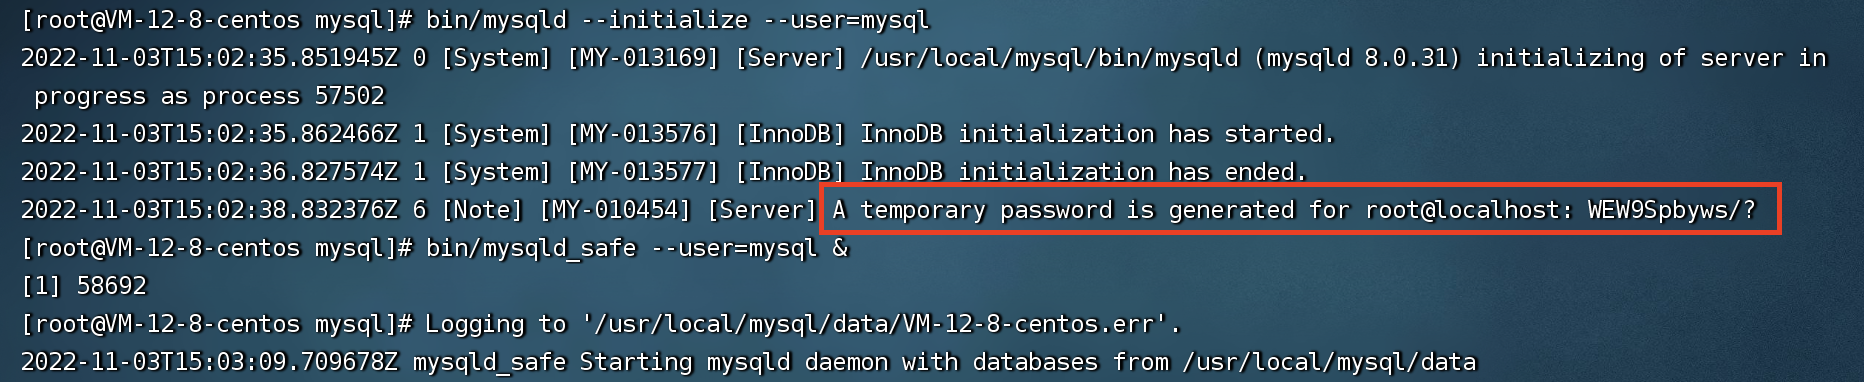 [root@VM-12-8-centos mysql]# bin/mysqld --initialize --user=mysql
2022-11-03T15:02:35.851945Z 0 [System] [MY-013169] [Server] /usr/local/mysql/bin/mysqld (mysqld 8.0.31) initializing of server in
progress as process 57502
2022-11-03T15:02:35.862466Z 1 [System] [MY-013576] [InnoDB] InnoDB initialization has started.
2022-11-03T15:02:36.827574Z 1 [System] [MY-013577] [InnoDB] InnoDB initialization has ended.
2022-11-03T15:02:38.832376Z 6 [Note] [MY-010454] [Server] A temporary password is generated for root@localhost: WEW9Spbyws/?
[root@VM-12-8-centos mysql]# bin/mysqld_safe --user=mysql &
[1] 58692
[root@VM-12-8-centos mysql]# Logging to '/usr/local/mysql/data/VM-12-8-centos.err'.
2022-11-03T15:03:09.709678Z mysqld_safe Starting mysqld daemon with databases from /usr/local/mysql/data